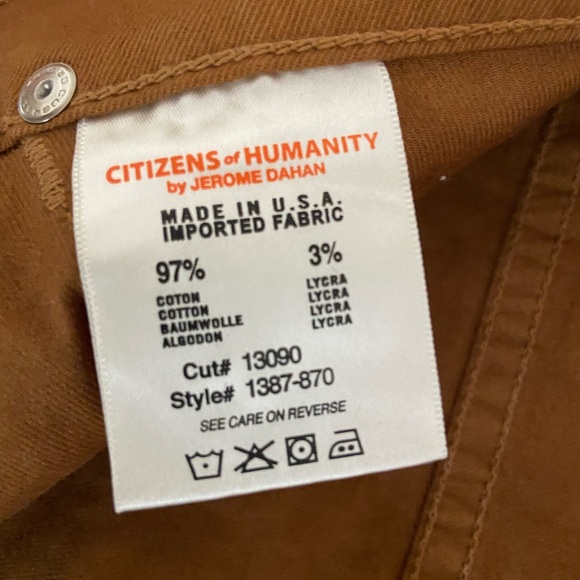 CITIZENS of HUMANITY
by JEROME DAHAN
MADE IN U.S.A.
IMPORTED FABRIC
97% 3%
COTON LYCRA
COTTON LYCRA
BAUMWOLLE LYCRA
ALGODON LYCRA
Cut# 13090
Style# 1387-870
SEE CARE ON REVERSE